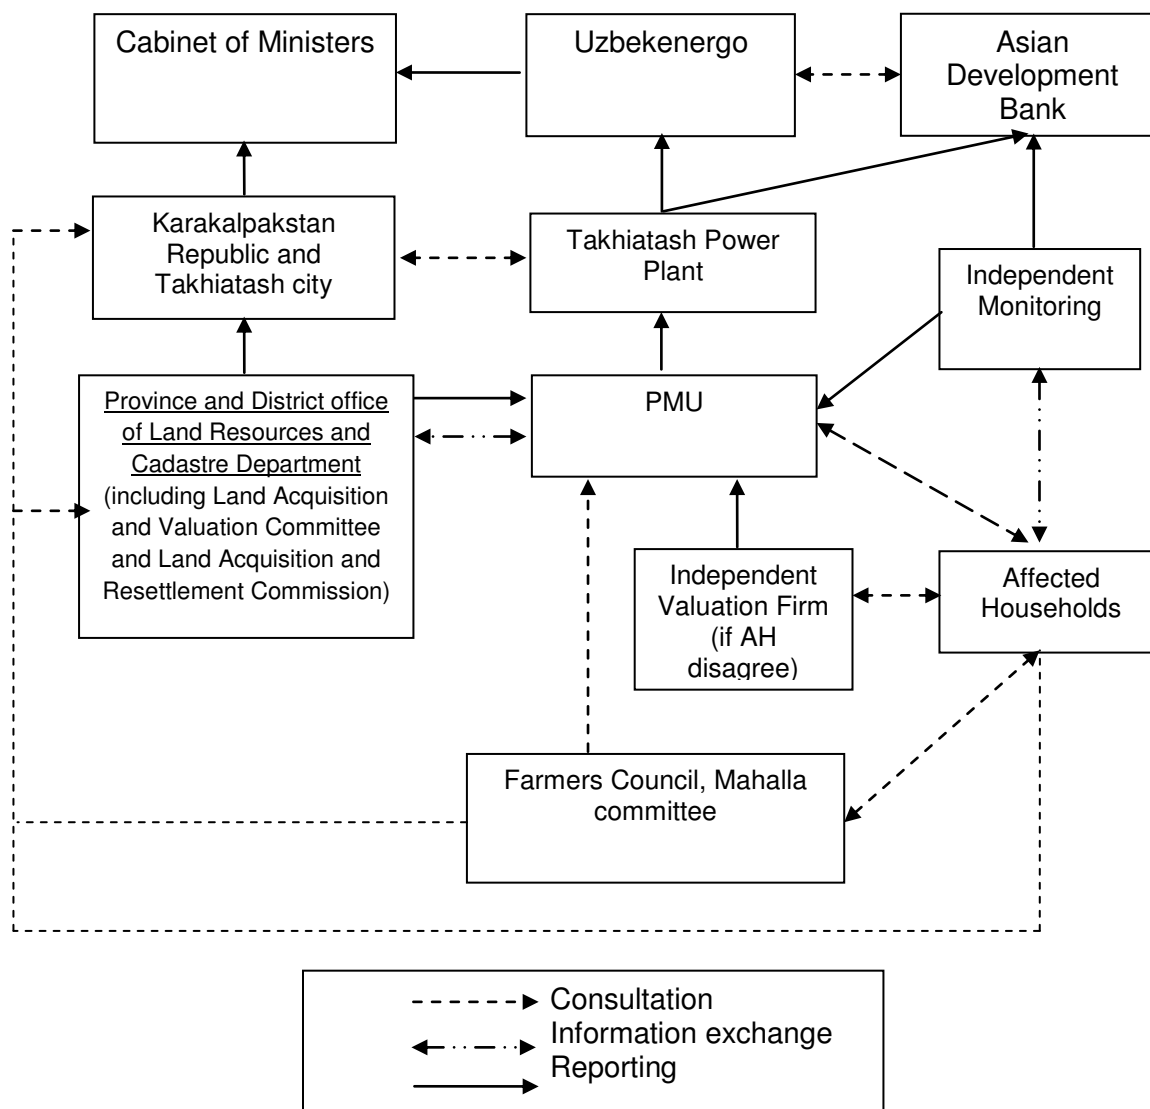 Cabinet of Ministers
Uzbekenergo
Asian
Development
Bank
Karakalpakstan
Republic and
Takhiatash city
Takhiatash Power
Plant
Independent
Monitoring
Province and District office
of Land Resources and
Cadastre Department
(including Land Acquisition
and Valuation Committee
and Land Acquisition and
Resettlement Commission)
PMU
Independent
Valuation Firm
(if AH
disagree)
Affected
Households
Farmers Council, Mahalla
committee
Consultation
Information exchange
Reporting